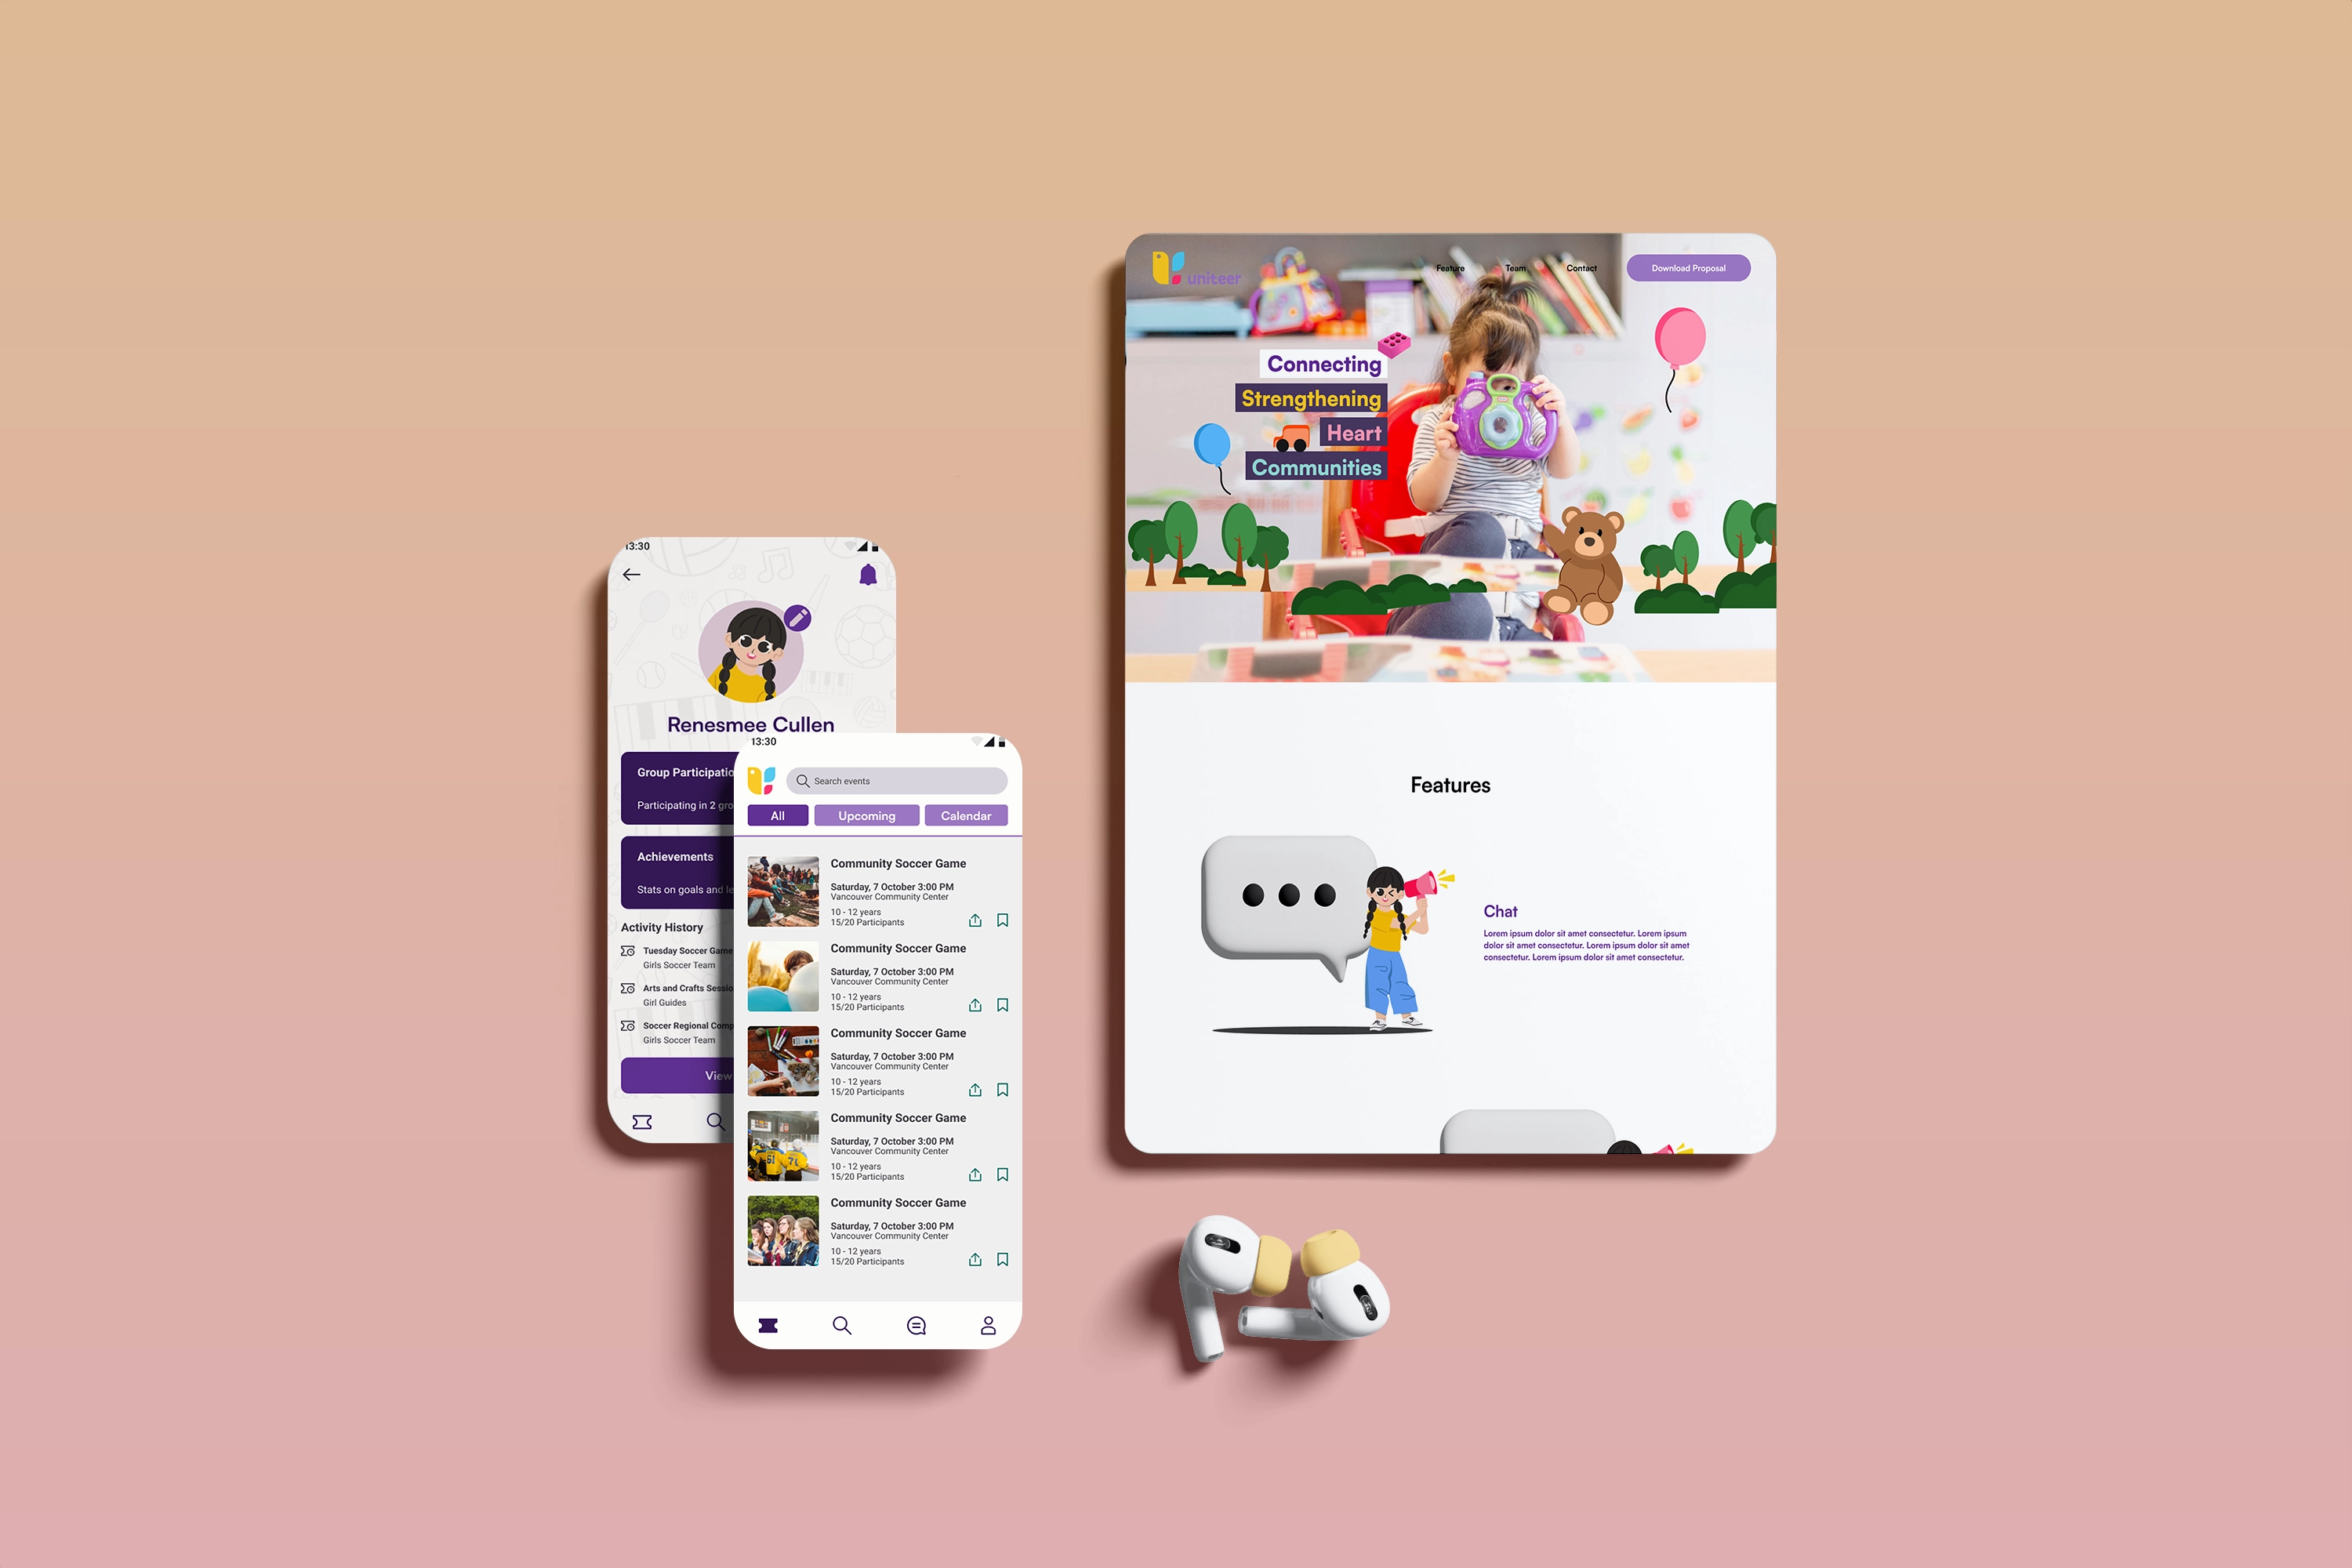 13:30
Renesmee Cullen
Group Participatio
Participating in 2 gro
Achievements
Stats on goals and le
Activity History
Tuesday Soccer Game
Girls Soccer Team
Arts and Crafts Sessio
Girl Guides
Soccer Regional Comp
Girls Soccer Team
View
13:30
Search events
All Upcoming Calendar
Community Soccer Game
Saturday, 7 October 3:00 PM
Vancouver Community Center
10 - 12 years
15/20 Participants
Community Soccer Game
Saturday, 7 October 3:00 PM
Vancouver Community Center
10 - 12 years
15/20 Participants
Community Soccer Game
Saturday, 7 October 3:00 PM
Vancouver Community Center
10 - 12 years
15/20 Participants
Community Soccer Game
Saturday, 7 October 3:00 PM
Vancouver Community Center
10 - 12 years
15/20 Participants
61
Community Soccer Game
Saturday, 7 October 3:00 PM
Vancouver Community Center
10 - 12 years
15/20 Participants
uniteer
Feature Team Contact Download Proposal
Connecting
Strengthening
Heart
Communities
Features
Chat
Lorem ipsum dolor sit amet consectetur. Lorem ipsum
dolor sit amet consectetur. Lorem ipsum dolor sit amet
consectetur. Lorem ipsum dolor sit amet consectetur.